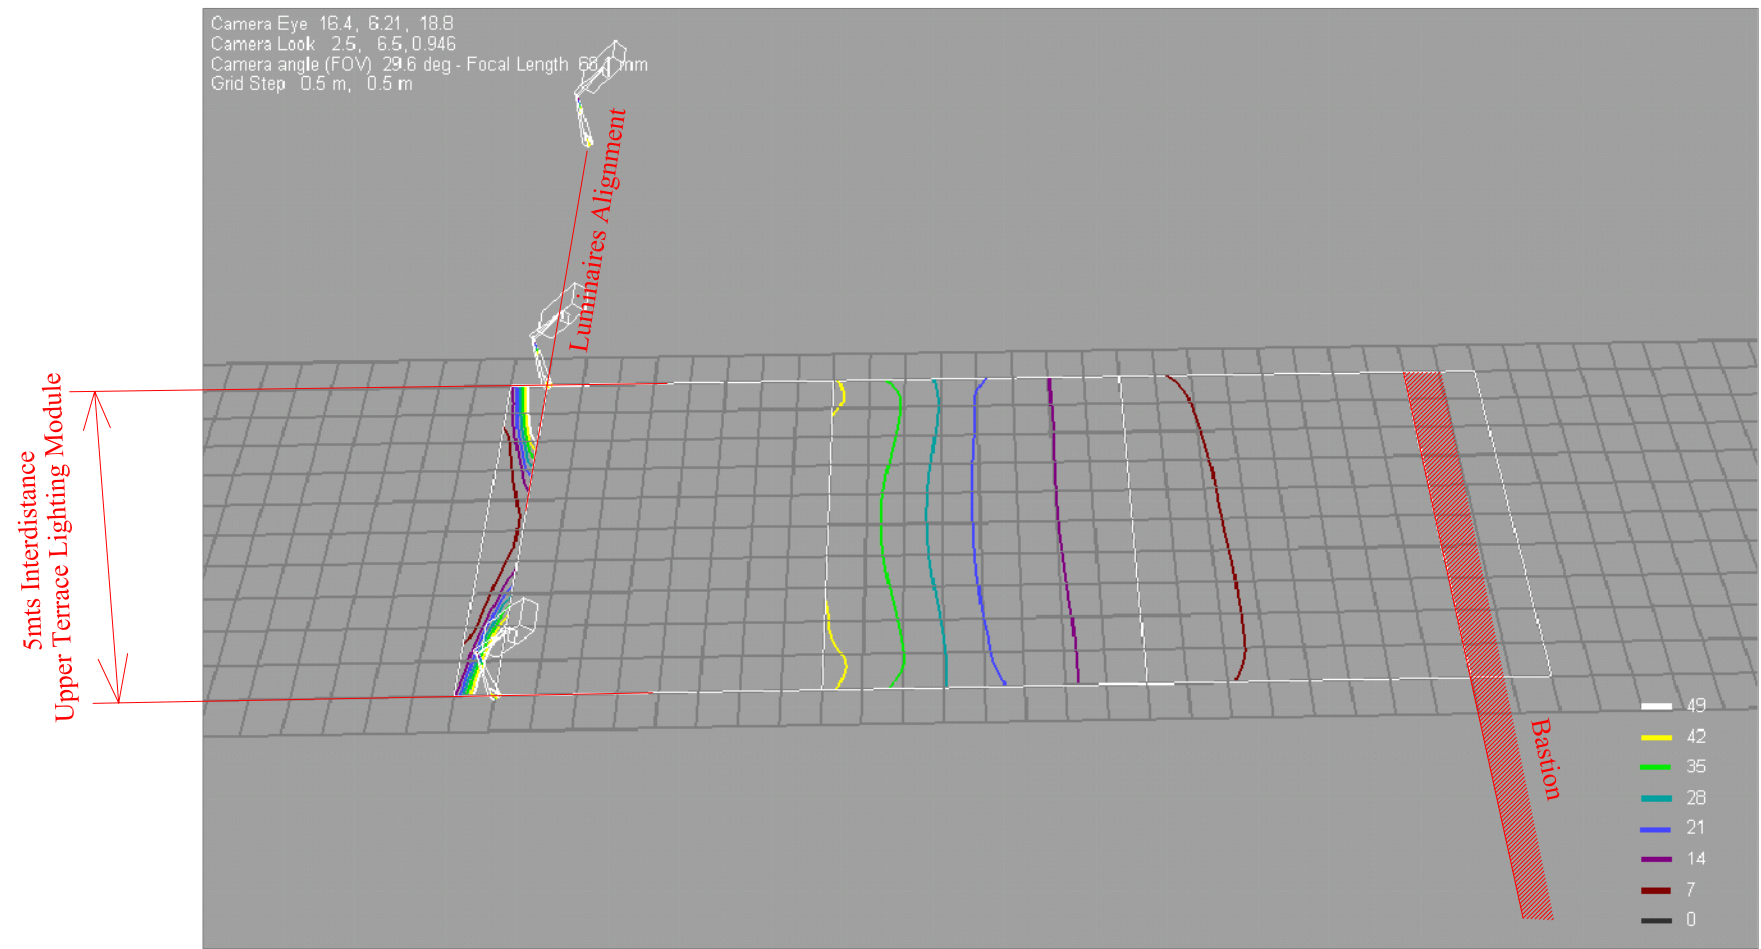 Camera Eye 16.4, 6.21, 18.8
Camera Look 2.5, 6.5, 0.946
Camera angle (FOV) 29.6 deg - Focal Length mm
Grid Step 0.5 m, 0.5 m
Luminaires Alignment
5mts Interdistance
Upper Terrace Lighting Module
Bastion
49
42
35
28
21
14
7
0